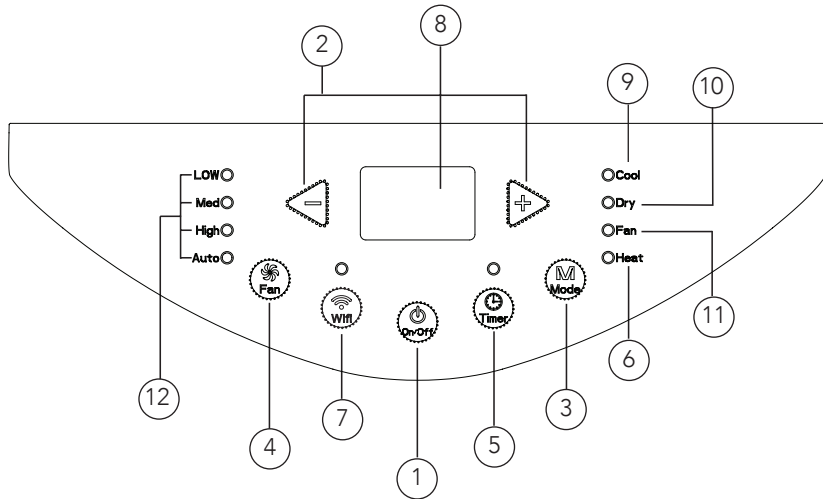 2
8
9
10
LOW
Med
High
Auto
−
+
Cool
Dry
Fan
Heat
Fan
Wifi
On/Off
Timer
M
Mode
12
4
7
1
5
3
6
11